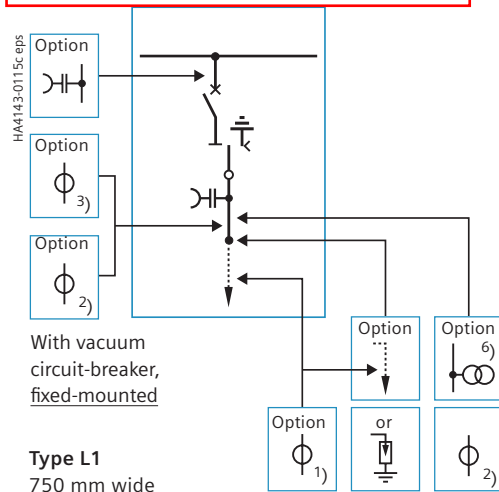 HA4143-0115c eps
Option
Option
3)
Option
2)
With vacuum
circuit-breaker,
fixed-mounted
Type L1
750 mm wide
Option
1)
Option
or
Option
6)
2)